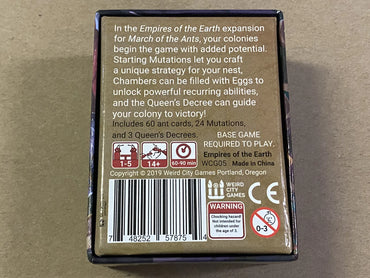 In the Empires of the Earth expansion
for March of the Ants, your colonies
begin the game with added potential.
Starting Mutations let you craft
a unique strategy for your nest,
Chambers can be filled with Eggs to
unlock powerful recurring abilities,
and the Queen's Decree can guide
your colony to victory!
Includes 60 ant cards, 24 Mutations,
and 3 Queen's Decrees.
BASE GAME
REQUIRED TO PLAY.
Empires of the Earth
WCG05 Made in China
1-5
14+
60-90 min
Copyright © 2019 Weird City Games Portland, Oregon
WEIRD
CITY
GAMES
CE
WARNING
Choking hazard! Not
intended for children
under the age of 3.
0-3
7 48252 57875 4